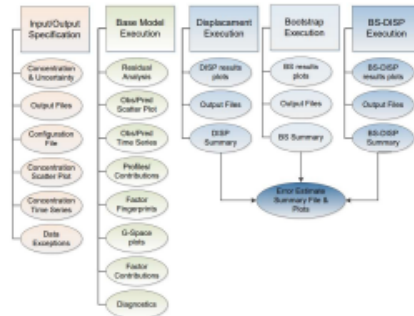 Input/Output
Specification
Concentration
& Uncertainty
Output Files
Configuration
File
Concentration
Scatter Plot
Concentration
Time Series
Data
Exceptions
Base Model
Execution
Residual
Analysis
Obs/Pred
Scatter Plot
Obs/Pred
Time Series
Profiles/
Contributions
Factor
Fingerprints
G-Space
plots
Factor
Contributions
Diagnostics
Displacement
Execution
DISP results
plots
Output Files
DISP
Summary
Bootstrap
Execution
BS results
plots
Output Files
BS Summary
BS-DISP
Execution
BS-DISP
results plots
Output Files
BS-DISP
Summary
Error Estimate
Summary File &
Plots